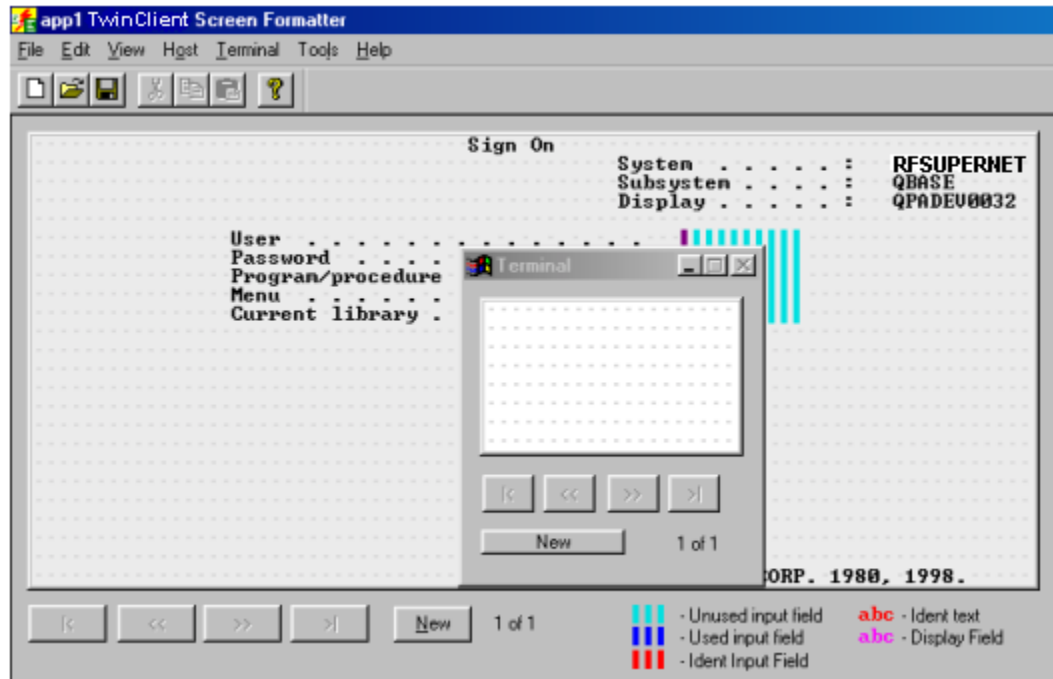 app1 TwinClient Screen Formatter
File Edit View Host Terminal Tools Help
Sign On
System . . . . . : RFSUPERNET
Subsystem . . . . : QBASE
Display . . . . . : QPADEV0032
User . . . . . . . . . . . . . .
Password . . . .
Program/procedure
Menu . . . . . .
Current library .
Terminal
|< << >> >|
New 1 of 1
CORP. 1980, 1998.
|< << >> >| New 1 of 1
- Unused input field
- Used input field
- Ident Input Field
abc - Ident text
abc - Display Field